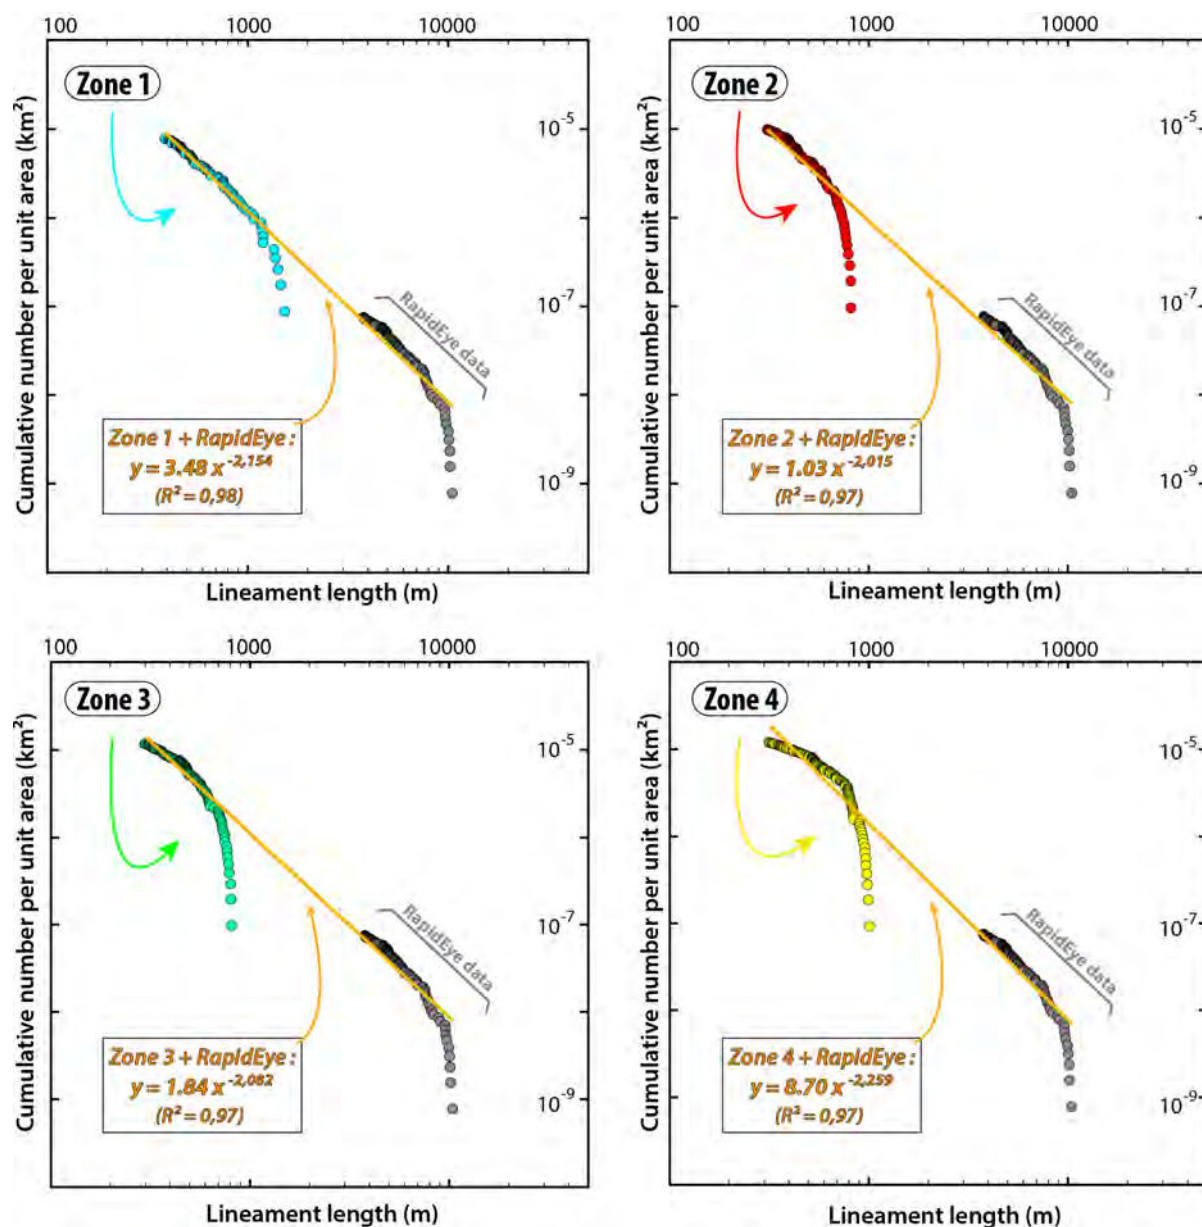 100 1000 10000
Zone 1
10⁻⁵
10⁻⁷
10⁻⁹
Cumulative number per unit area (km²)
RapidEye data
Zone 1 + RapidEye :
y = 3.48 x ⁻²,¹⁵⁴
(R² = 0,98)
Lineament length (m)
100 1000 10000
Zone 2
10⁻⁵
10⁻⁷
10⁻⁹
Cumulative number per unit area (km²)
RapidEye data
Zone 2 + RapidEye :
y = 1.03 x ⁻²,⁰¹⁵
(R² = 0,97)
Lineament length (m)
100 1000 10000
Zone 3
10⁻⁵
10⁻⁷
10⁻⁹
Cumulative number per unit area (km²)
RapidEye data
Zone 3 + RapidEye :
y = 1.84 x ⁻²,⁰⁸²
(R² = 0,97)
Lineament length (m)
100 1000 10000
Zone 4
10⁻⁵
10⁻⁷
10⁻⁹
Cumulative number per unit area (km²)
RapidEye data
Zone 4 + RapidEye :
y = 8.70 x ⁻²,²⁵⁹
(R² = 0,97)
Lineament length (m)